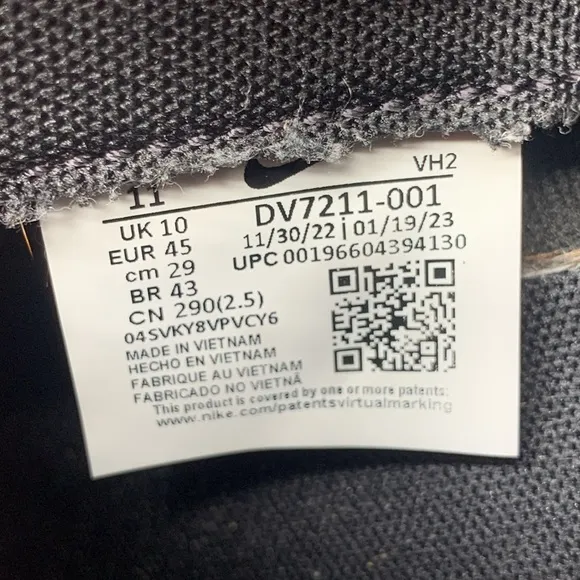 11
VH2
UK 10
EUR 45
cm 29
BR 43
CN 290(2.5)
04SVKY8VPVCY6
DV7211-001
11/30/22 | 01/19/23
UPC 00196604394130
MADE IN VIETNAM
HECHO EN VIETNAM
FABRIQUE AU VIETNAM
FABRICADO NO VIETNÃ
This product is covered by one or more patents:
www.nike.com/patentsvirtualmarking